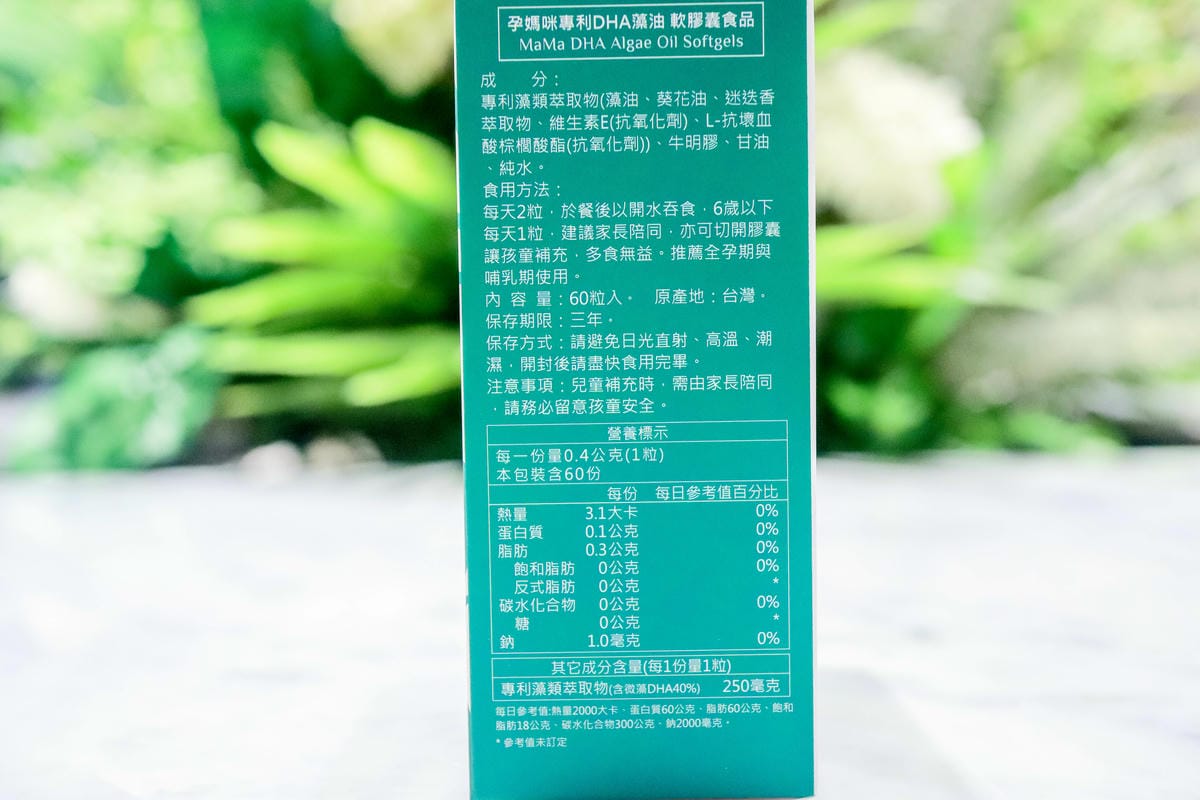 孕媽咪專利DHA藻油 軟膠囊食品
MaMa DHA Algae Oil Softgels
成　　分：
專利藻類萃取物(藻油、葵花油、迷迭香
萃取物、維生素E(抗氧化劑)、L-抗壞血
酸棕櫚酸酯(抗氧化劑))、牛明膠、甘油
、純水。
食用方法：
每天2粒，於餐後以開水吞食，6歲以下
每天1粒，建議家長陪同，亦可切開膠囊
讓孩童補充，多食無益。推薦全孕期與
哺乳期使用。
內 容 量：60粒入。 原產地：台灣。
保存期限：三年。
保存方式：請避免日光直射、高溫、潮
濕，開封後請盡快食用完畢。
注意事項：兒童補充時，需由家長陪同
，請務必留意孩童安全。
營養標示
每一份量0.4公克(1粒)
本包裝含60份
每份 每日參考值百分比
熱量 3.1大卡 0%
蛋白質 0.1公克 0%
脂肪 0.3公克 0%
飽和脂肪 0公克 0%
反式脂肪 0公克 *
碳水化合物 0公克 0%
糖 0公克 *
鈉 1.0毫克 0%
其它成分含量(每1份量1粒)
專利藻類萃取物(含微藻DHA40%) 250毫克
每日參考值:熱量2000大卡、蛋白質60公克、脂肪60公克、飽和
脂肪18公克、碳水化合物300公克、鈉2000毫克。
* 參考值未訂定